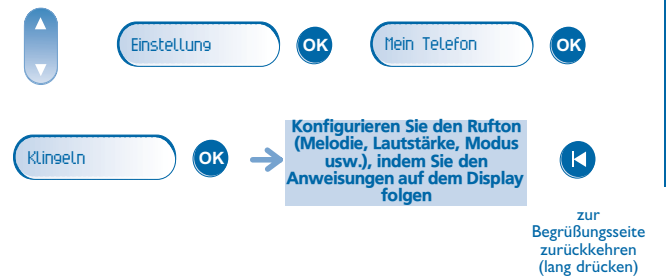 Einstellung
OK
Mein Telefon
OK
Klingeln
OK
Konfigurieren Sie den Rufton
(Melodie, Lautstärke, Modus
usw.), indem Sie den
Anweisungen auf dem Display
folgen
zur
Begrüßungsseite
zurückkehren
(lang drücken)